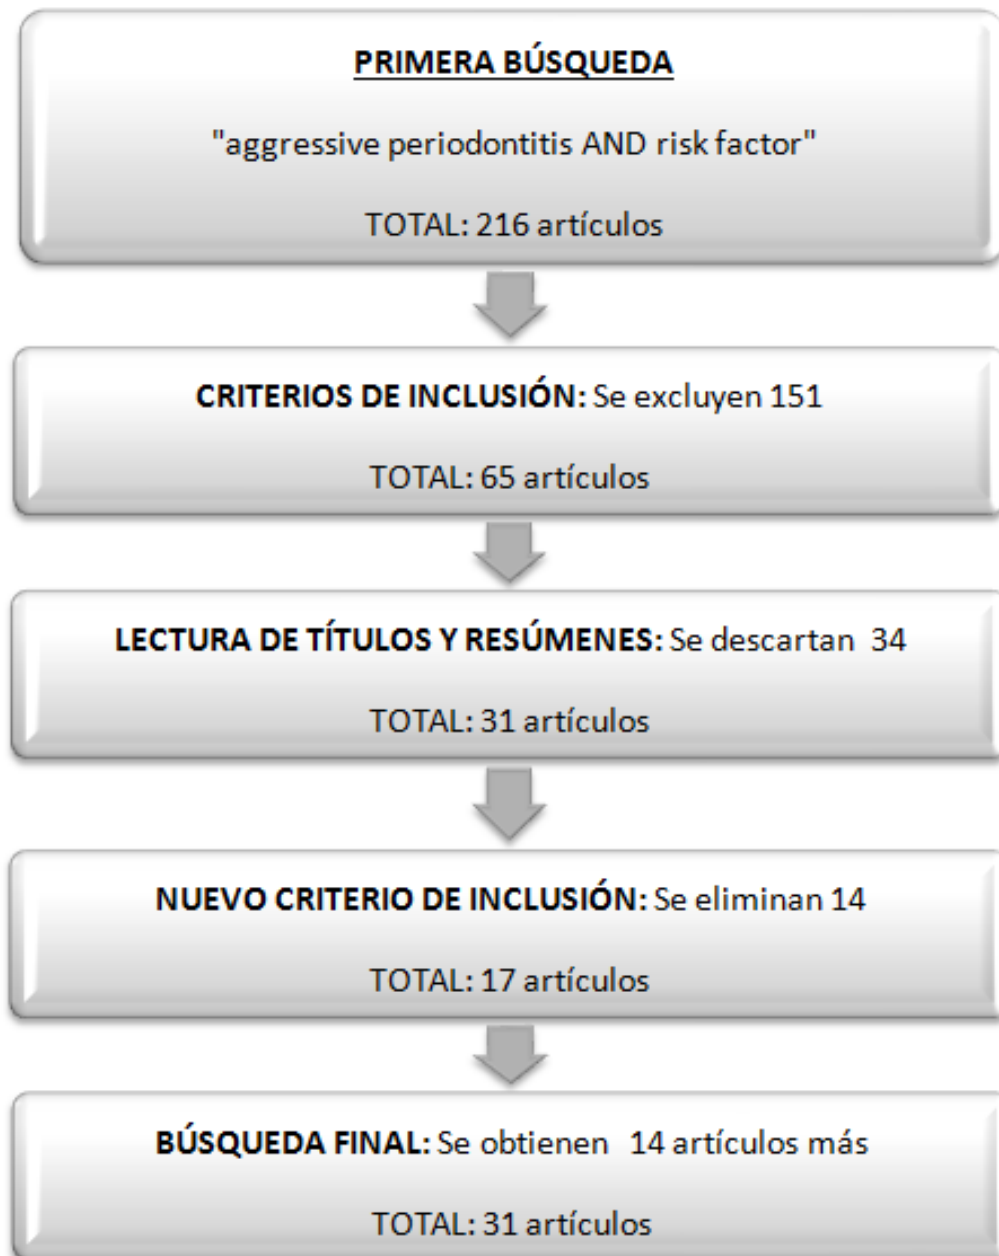 PRIMERA BÚSQUEDA
"aggressive periodontitis AND risk factor"
TOTAL: 216 artículos
CRITERIOS DE INCLUSIÓN: Se excluyen 151
TOTAL: 65 artículos
LECTURA DE TÍTULOS Y RESÚMENES: Se descartan 34
TOTAL: 31 artículos
NUEVO CRITERIO DE INCLUSIÓN: Se eliminan 14
TOTAL: 17 artículos
BÚSQUEDA FINAL: Se obtienen 14 artículos más
TOTAL: 31 artículos